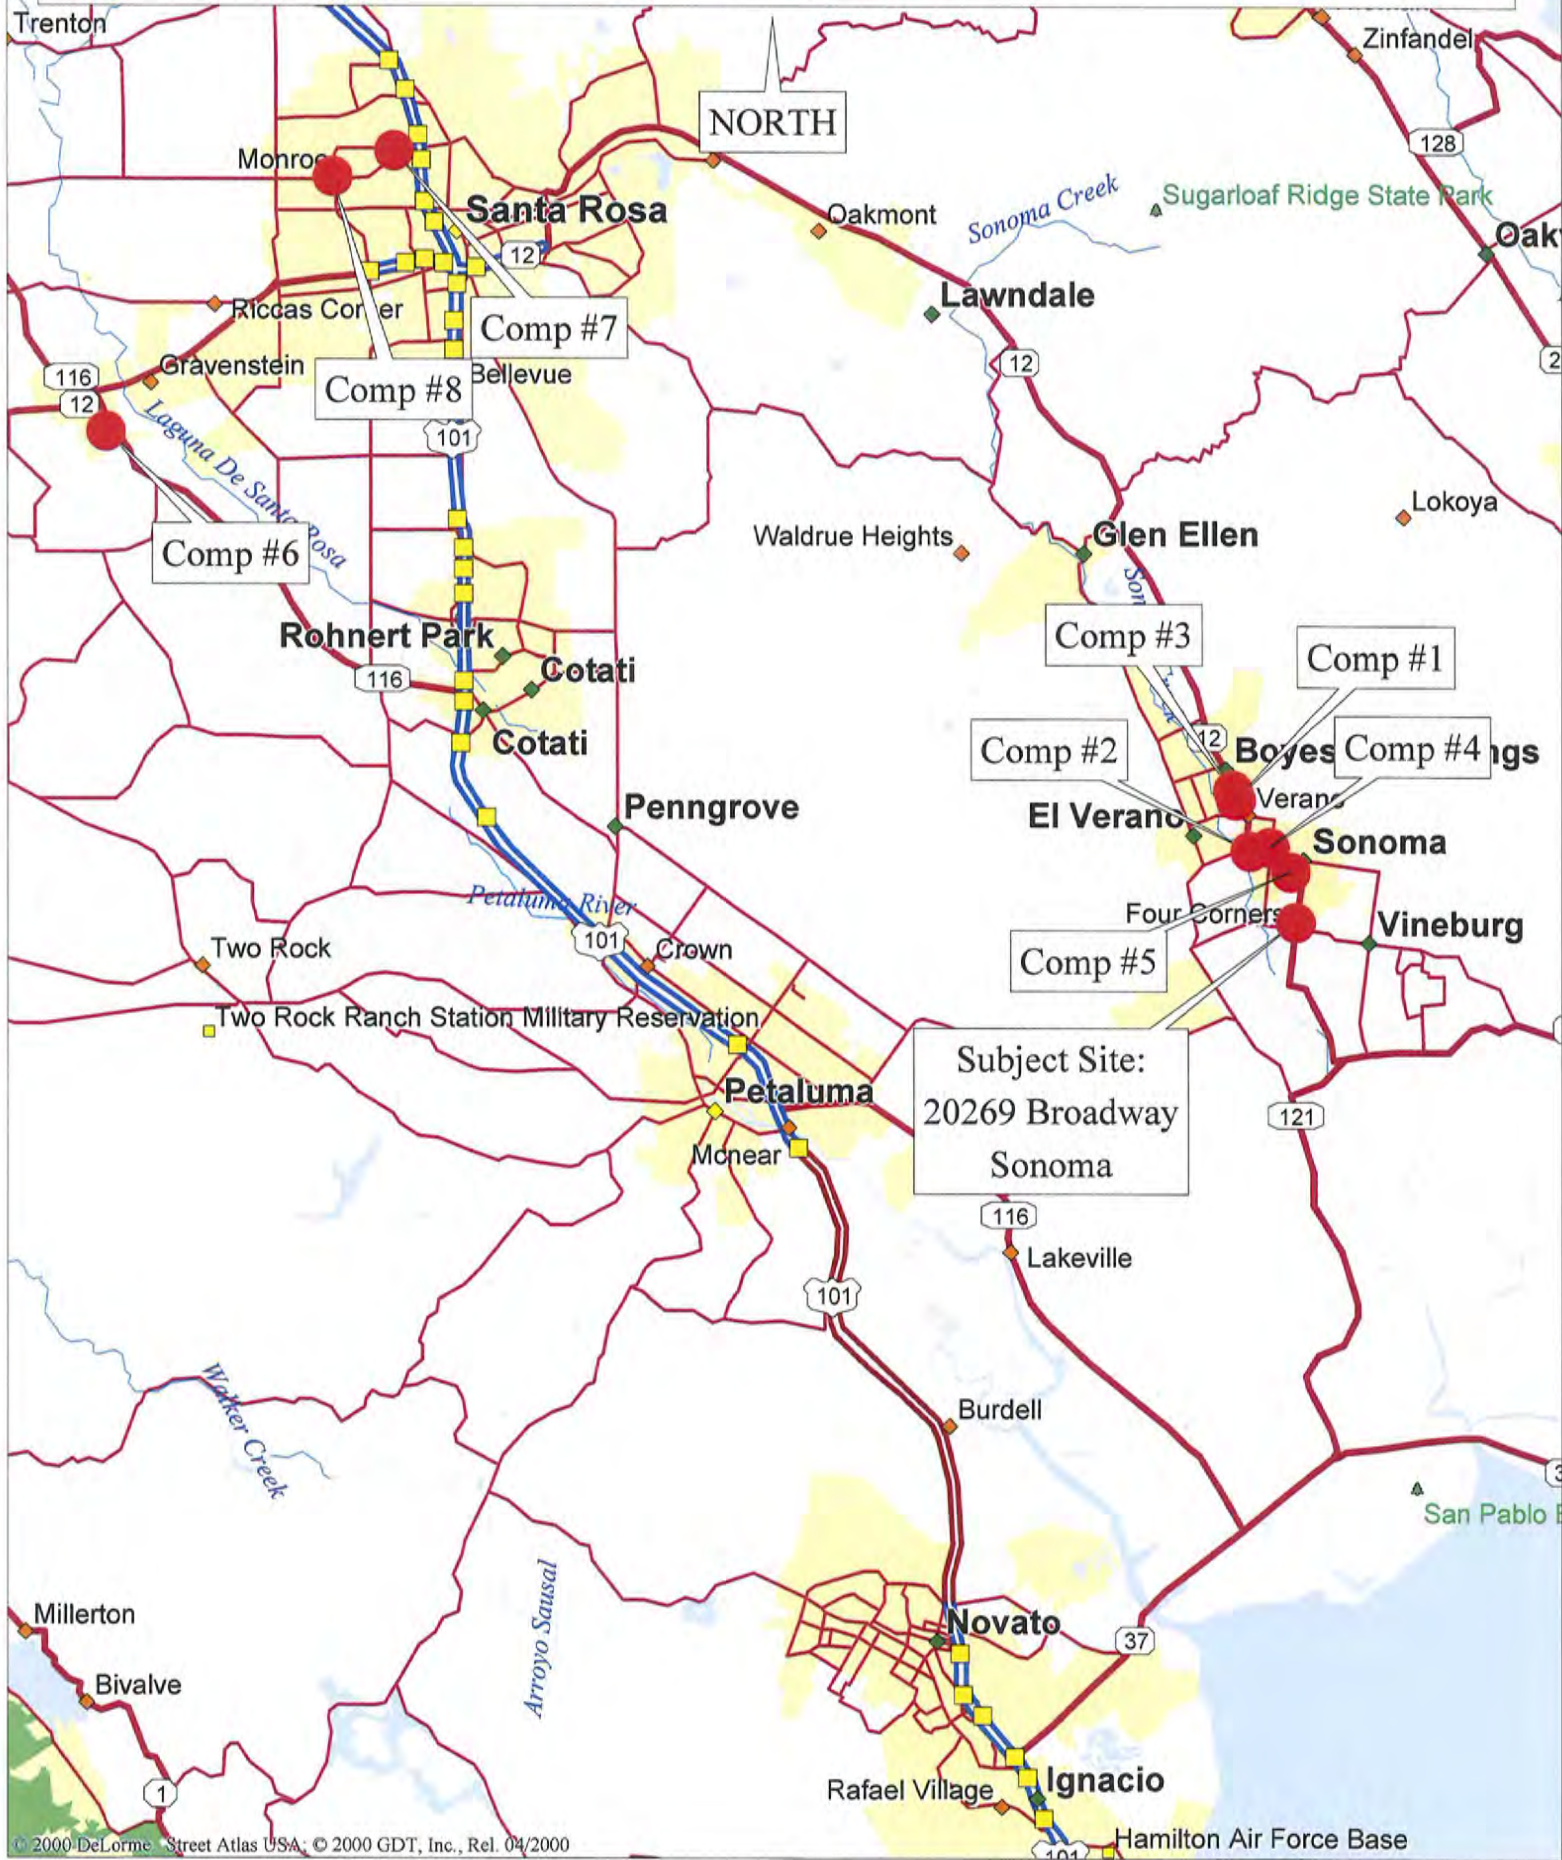 Trenton
Zinfandel
NORTH
128
Monroe
Santa Rosa
Oakmont
Sonoma Creek
Sugarloaf Ridge State Park
12
Riccas Corner
Comp #7
Lawndale
Gravenstein
Bellevue
Comp #8
116
12
12
101
Laguna De Santa Rosa
Comp #6
Waldrue Heights
Glen Ellen
Lokoya
Comp #3
Comp #1
Rohnert Park
Cotati
116
Cotati
Comp #2
12
Comp #4
El Verano
Penngrove
Sonoma
Petaluma River
Four Corners
Vineburg
101
Crown
Comp #5
Two Rock
Two Rock Ranch Station Military Reservation
Subject Site:
20269 Broadway
Sonoma
Petaluma
121
Mcnear
116
Lakeville
101
Walker Creek
Burdell
San Pablo
Arroyo Sausal
Millerton
Novato
37
Bivalve
1
Rafael Village
Ignacio
© 2000 DeLorme Street Atlas USA; © 2000 GDT, Inc., Rel. 04/2000
Hamilton Air Force Base
101